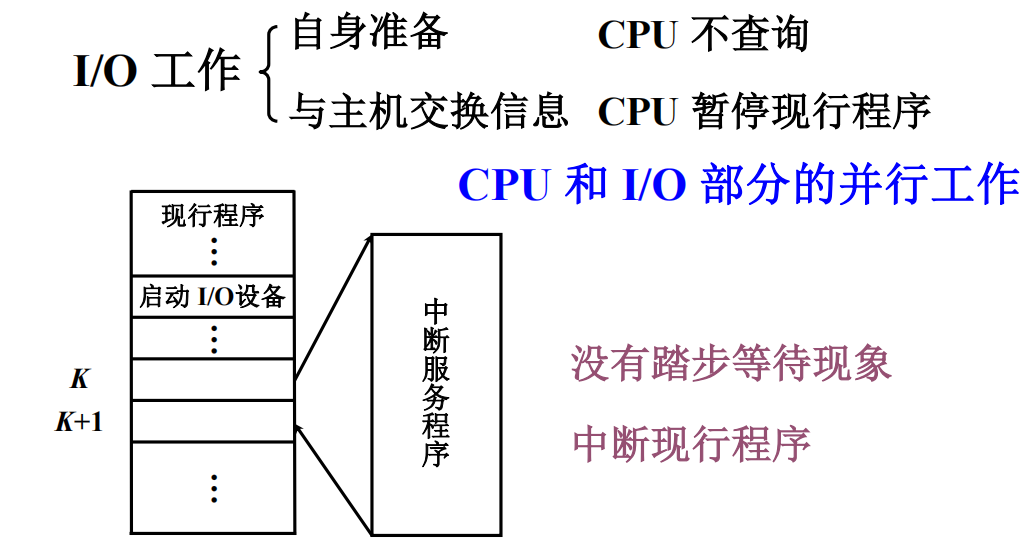 I/O 工作
自身准备 CPU 不查询
与主机交换信息 CPU 暂停现行程序
CPU 和 I/O 部分的并行工作
现行程序
⋮
启动 I/O设备
⋮
K
K+1
⋮
中断服务程序
没有踏步等待现象
中断现行程序